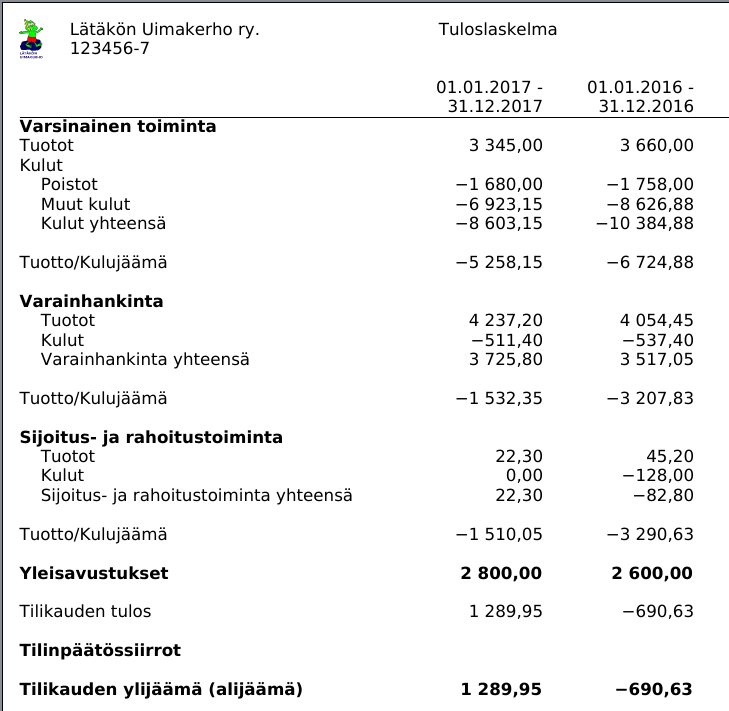 Lätäkön Uimakerho ry. Tuloslaskelma
123456-7
LÄTÄKÖN
UIMAKERHO
01.01.2017 - 01.01.2016 -
31.12.2017 31.12.2016
Varsinainen toiminta
Tuotot 3 345,00 3 660,00
Kulut
Poistot −1 680,00 −1 758,00
Muut kulut −6 923,15 −8 626,88
Kulut yhteensä −8 603,15 −10 384,88
Tuotto/Kulujäämä −5 258,15 −6 724,88
Varainhankinta
Tuotot 4 237,20 4 054,45
Kulut −511,40 −537,40
Varainhankinta yhteensä 3 725,80 3 517,05
Tuotto/Kulujäämä −1 532,35 −3 207,83
Sijoitus- ja rahoitustoiminta
Tuotot 22,30 45,20
Kulut 0,00 −128,00
Sijoitus- ja rahoitustoiminta yhteensä 22,30 −82,80
Tuotto/Kulujäämä −1 510,05 −3 290,63
Yleisavustukset 2 800,00 2 600,00
Tilikauden tulos 1 289,95 −690,63
Tilinpäätössiirrot
Tilikauden ylijäämä (alijäämä) 1 289,95 −690,63